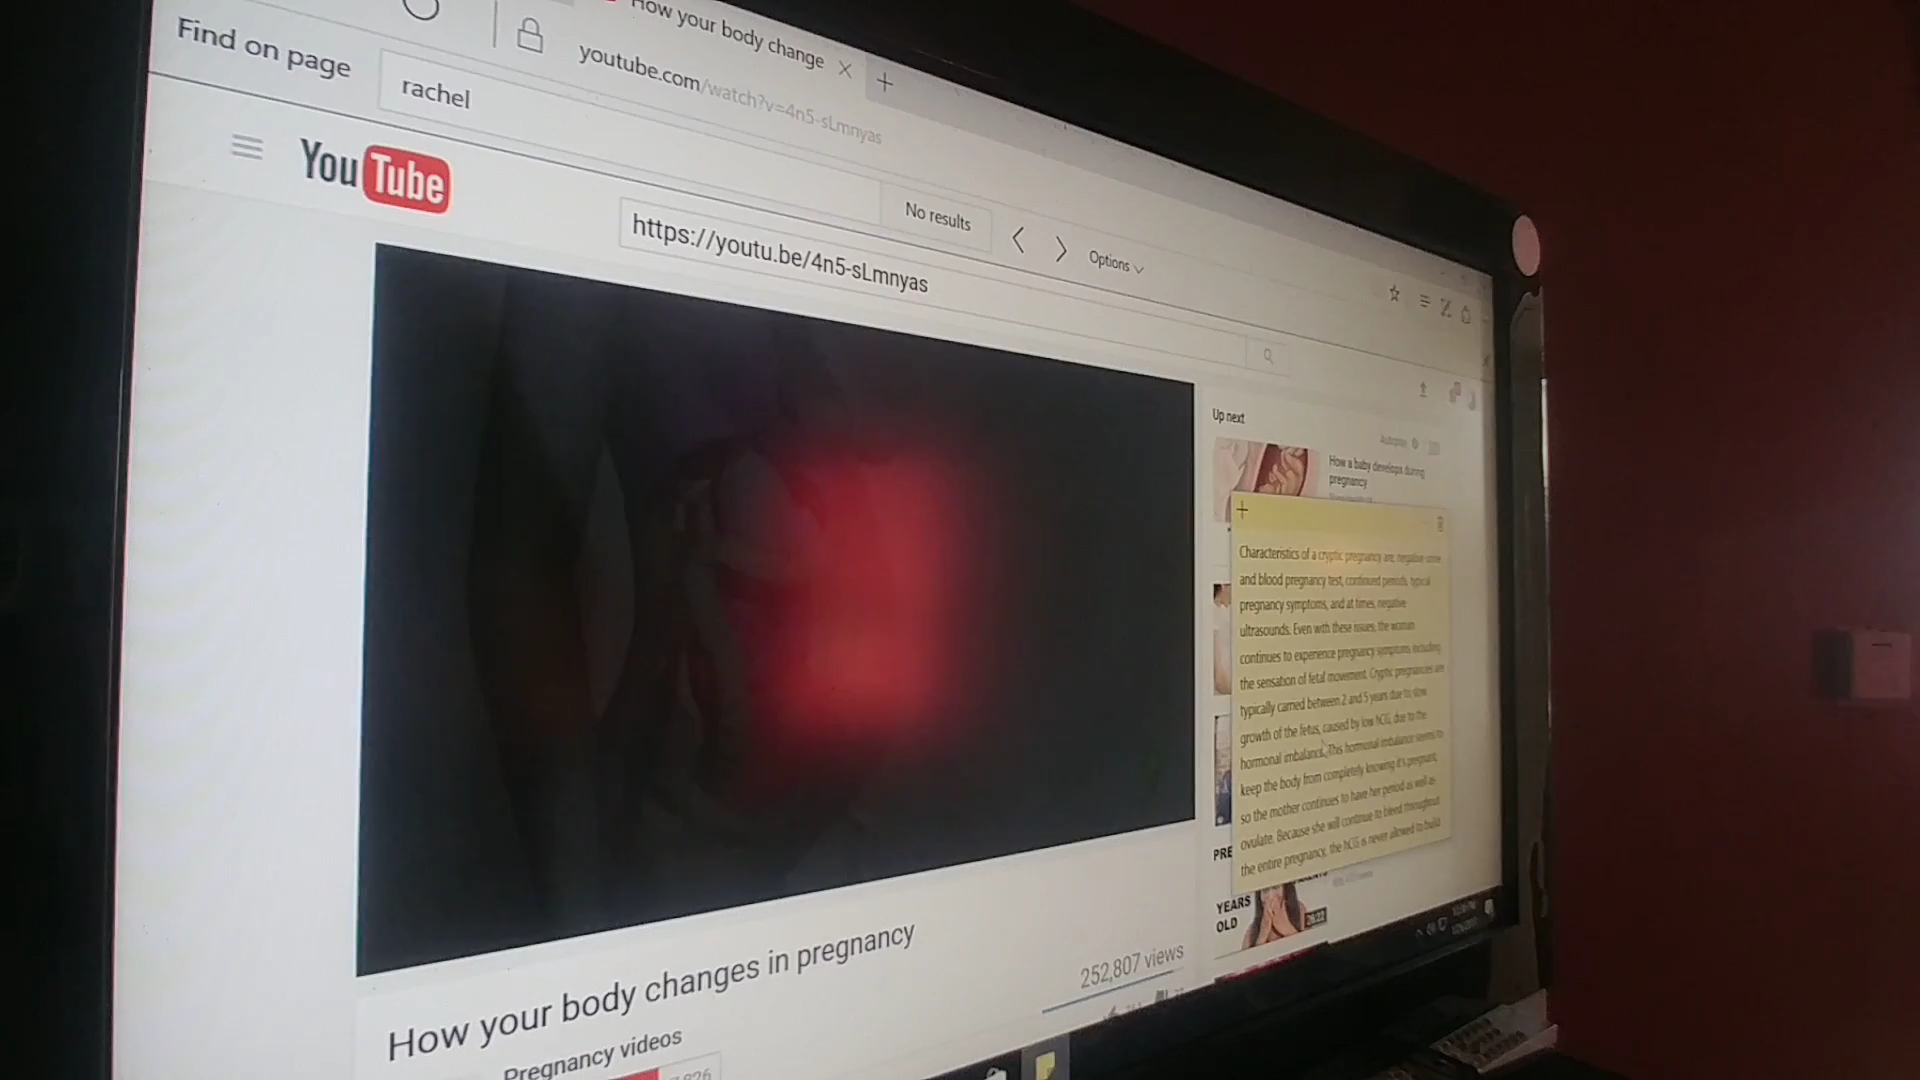 How your body change
youtube.com/watch?v=4n5-sLmnyas
Find on page
rachel
No results
Options
YouTube
https://youtu.be/4n5-sLmnyas
Up next
Autoplay
How a baby develops during
pregnancy
Characteristics of a cryptic pregnancy are, negative urine
and blood pregnancy test, continued periods, typical
pregnancy symptoms, and at times, negative
ultrasounds. Even with these issues, the woman
continues to experience pregnancy symptoms including
the sensation of fetal movement. Cryptic pregnancies are
typically carried between 2 and 5 years due to slow
growth of the fetus, caused by low hCG, due to the
hormonal imbalance. This hormonal imbalance seems to
keep the body from completely knowing it's pregnant,
so the mother continues to have her period as well as
ovulate. Because she will continue to bleed throughout
the entire pregnancy, the hCG is never allowed to build
PRE
YEARS
OLD
How your body changes in pregnancy
252,807 views
Pregnancy videos